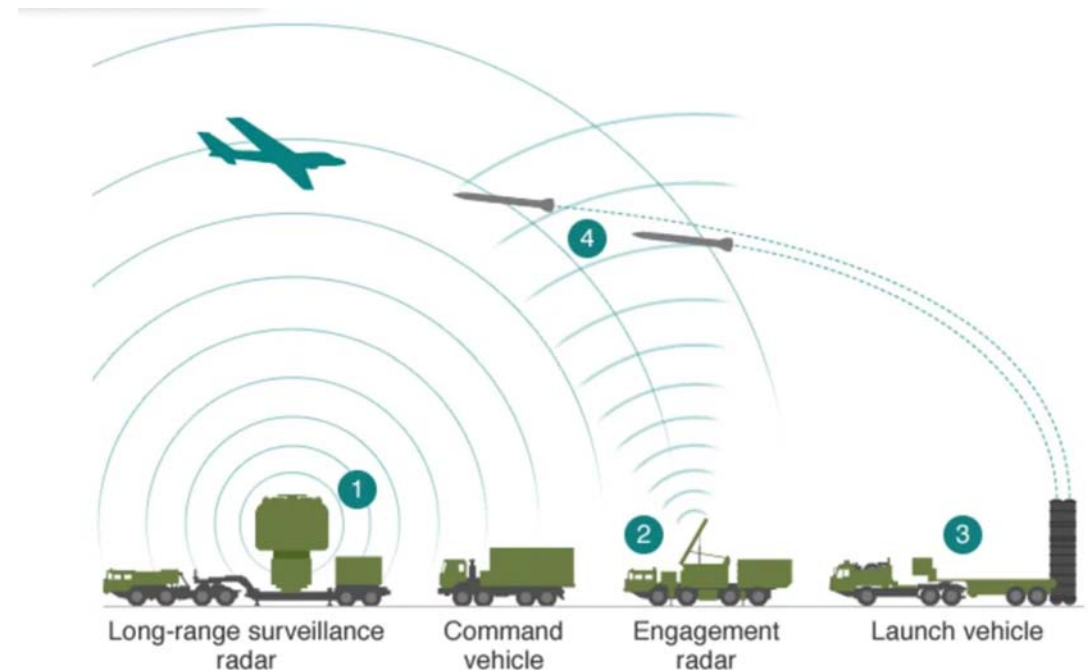 4
1
2
3
Long-range surveillance
radar
Command
vehicle
Engagement
radar
Launch vehicle